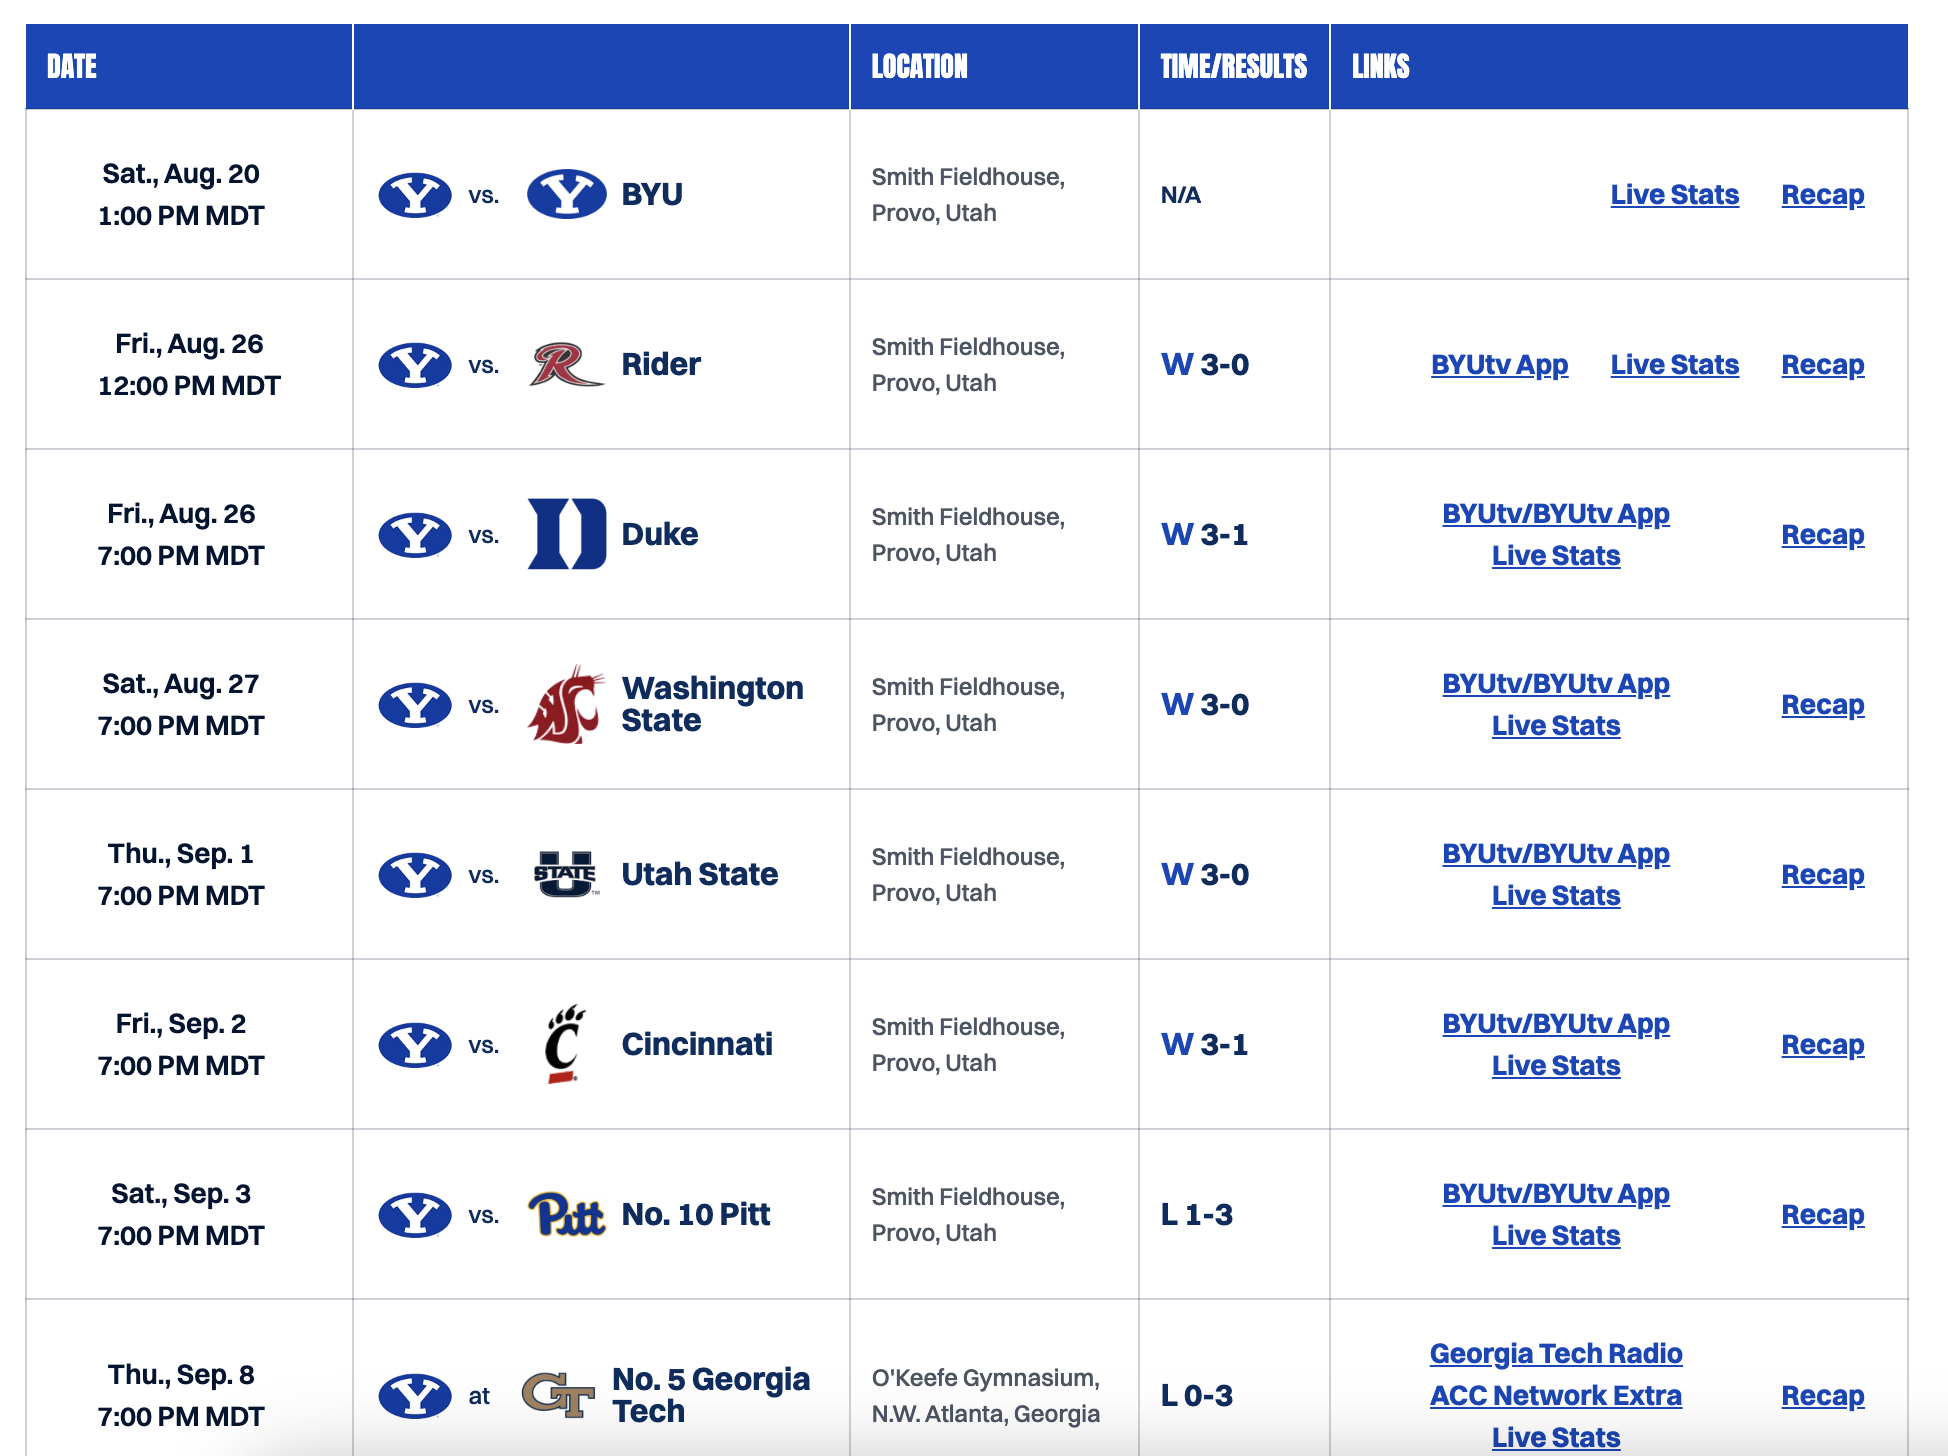 DATE LOCATION TIME/RESULTS LINKS
Sat., Aug. 20
1:00 PM MDT
Y vs. Y BYU
Smith Fieldhouse,
Provo, Utah
N/A
Live Stats Recap
Fri., Aug. 26
12:00 PM MDT
Y vs. R Rider
Smith Fieldhouse,
Provo, Utah
W 3-0
BYUtv App Live Stats Recap
Fri., Aug. 26
7:00 PM MDT
Y vs. D Duke
Smith Fieldhouse,
Provo, Utah
W 3-1
BYUtv/BYUtv App
Live Stats
Recap
Sat., Aug. 27
7:00 PM MDT
Y vs. WSC Washington
State
Smith Fieldhouse,
Provo, Utah
W 3-0
BYUtv/BYUtv App
Live Stats
Recap
Thu., Sep. 1
7:00 PM MDT
Y vs. U STATE ™ Utah State
Smith Fieldhouse,
Provo, Utah
W 3-0
BYUtv/BYUtv App
Live Stats
Recap
Fri., Sep. 2
7:00 PM MDT
Y vs. C Cincinnati
Smith Fieldhouse,
Provo, Utah
W 3-1
BYUtv/BYUtv App
Live Stats
Recap
Sat., Sep. 3
7:00 PM MDT
Y vs. Pitt No. 10 Pitt
Smith Fieldhouse,
Provo, Utah
L 1-3
BYUtv/BYUtv App
Live Stats
Recap
Thu., Sep. 8
7:00 PM MDT
Y at GT No. 5 Georgia
Tech
O'Keefe Gymnasium,
N.W. Atlanta, Georgia
L 0-3
Georgia Tech Radio
ACC Network Extra
Live Stats
Recap